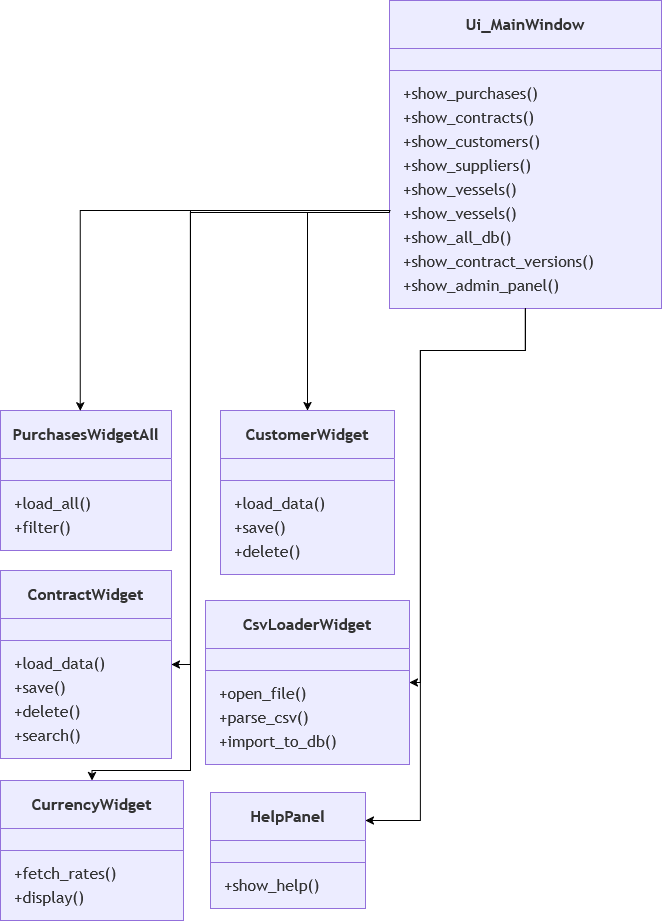 Ui_MainWindow
+show_purchases()
+show_contracts()
+show_customers()
+show_suppliers()
+show_vessels()
+show_vessels()
+show_all_db()
+show_contract_versions()
+show_admin_panel()
PurchasesWidgetAll
+load_all()
+filter()
CustomerWidget
+load_data()
+save()
+delete()
ContractWidget
+load_data()
+save()
+delete()
+search()
CsvLoaderWidget
+open_file()
+parse_csv()
+import_to_db()
CurrencyWidget
+fetch_rates()
+display()
HelpPanel
+show_help()